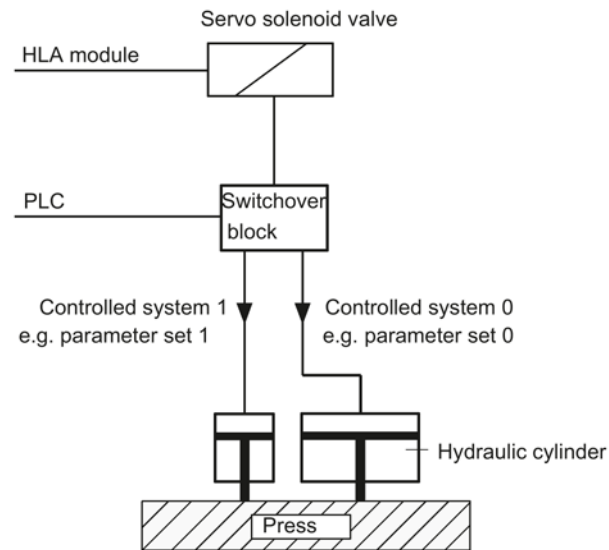 Servo solenoid valve
HLA module
PLC
Switchover
block
Controlled system 1
e.g. parameter set 1
Controlled system 0
e.g. parameter set 0
Hydraulic cylinder
Press